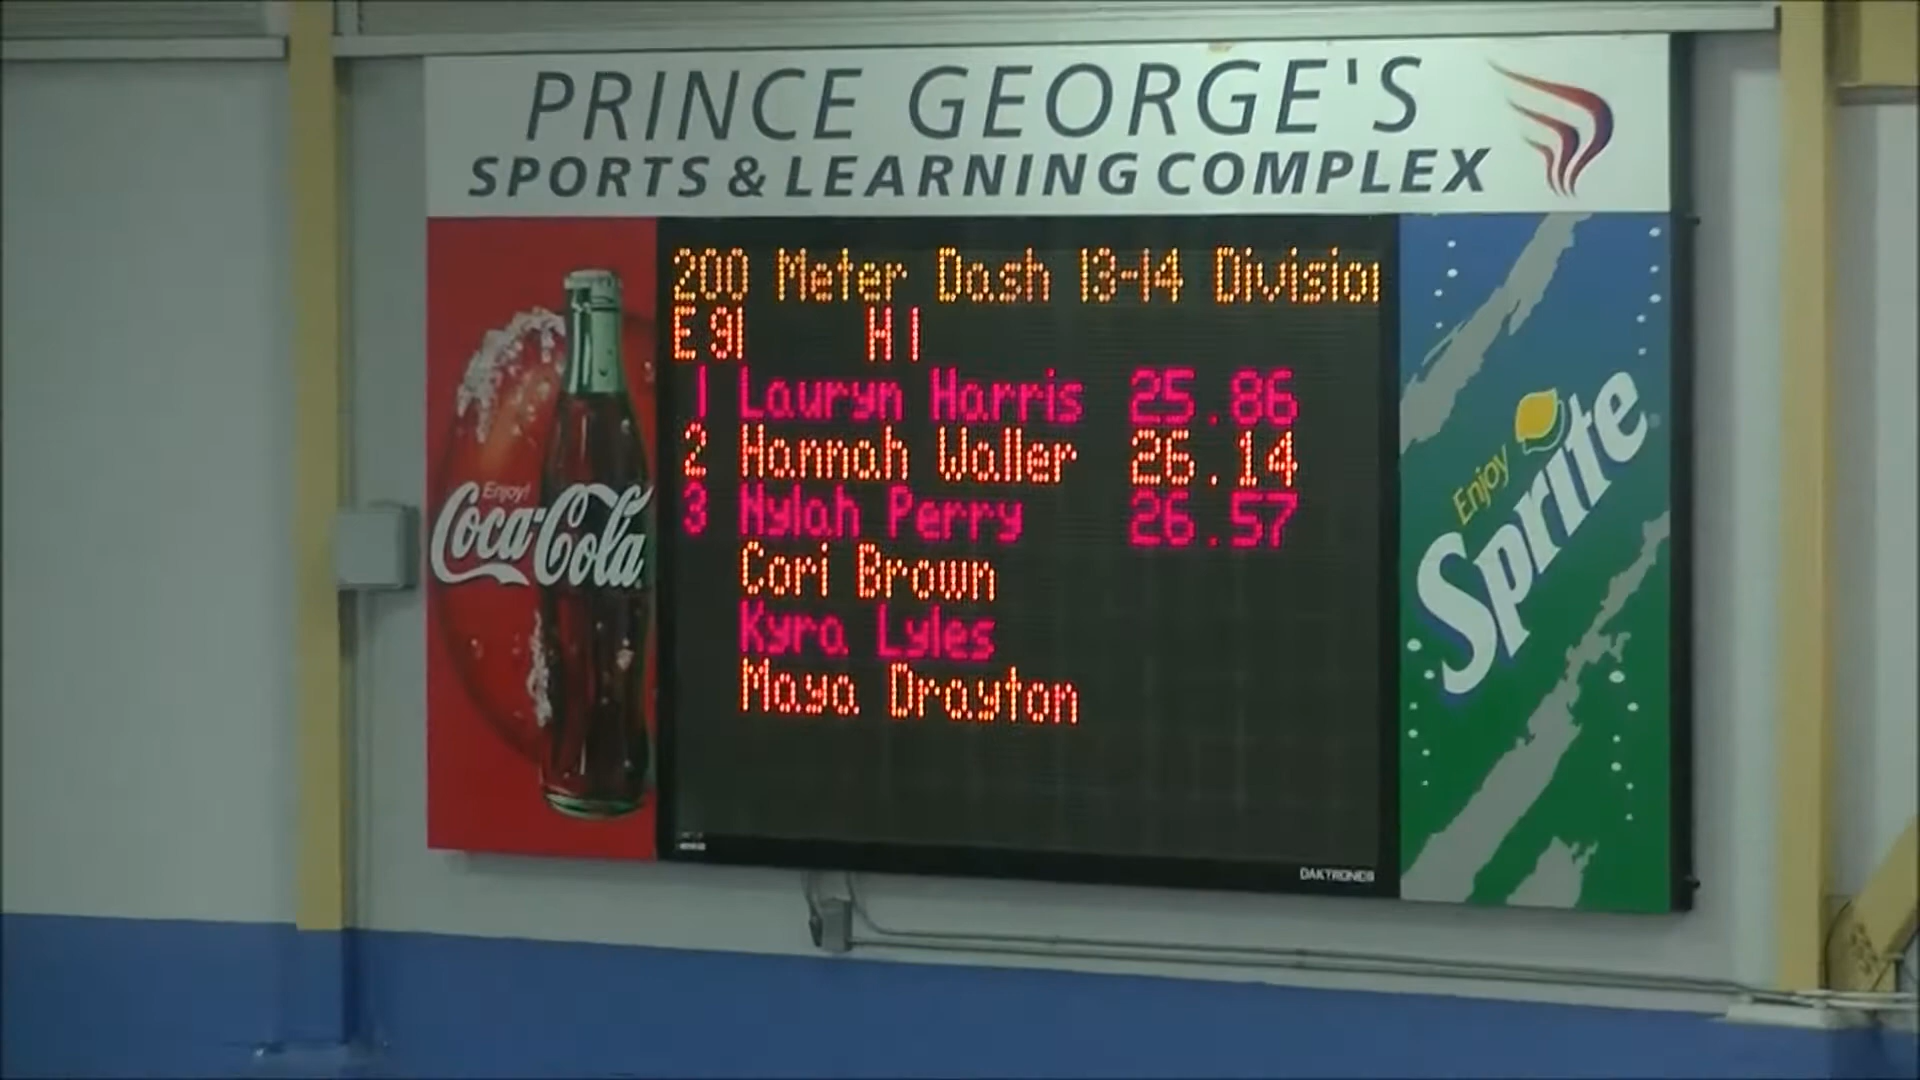 PRINCE GEORGE'S
SPORTS & LEARNING COMPLEX
200 Meter Dash 13-14 Division
E 91 H 1
1 Lauryn Harris 25.86
2 Hannah Waller 26.14
3 Nylah Perry 26.57
Cori Brown
Kyra Lyles
Maya Drayton
Enjoy!
Coca-Cola
Enjoy
Sprite
DAKTRONICS